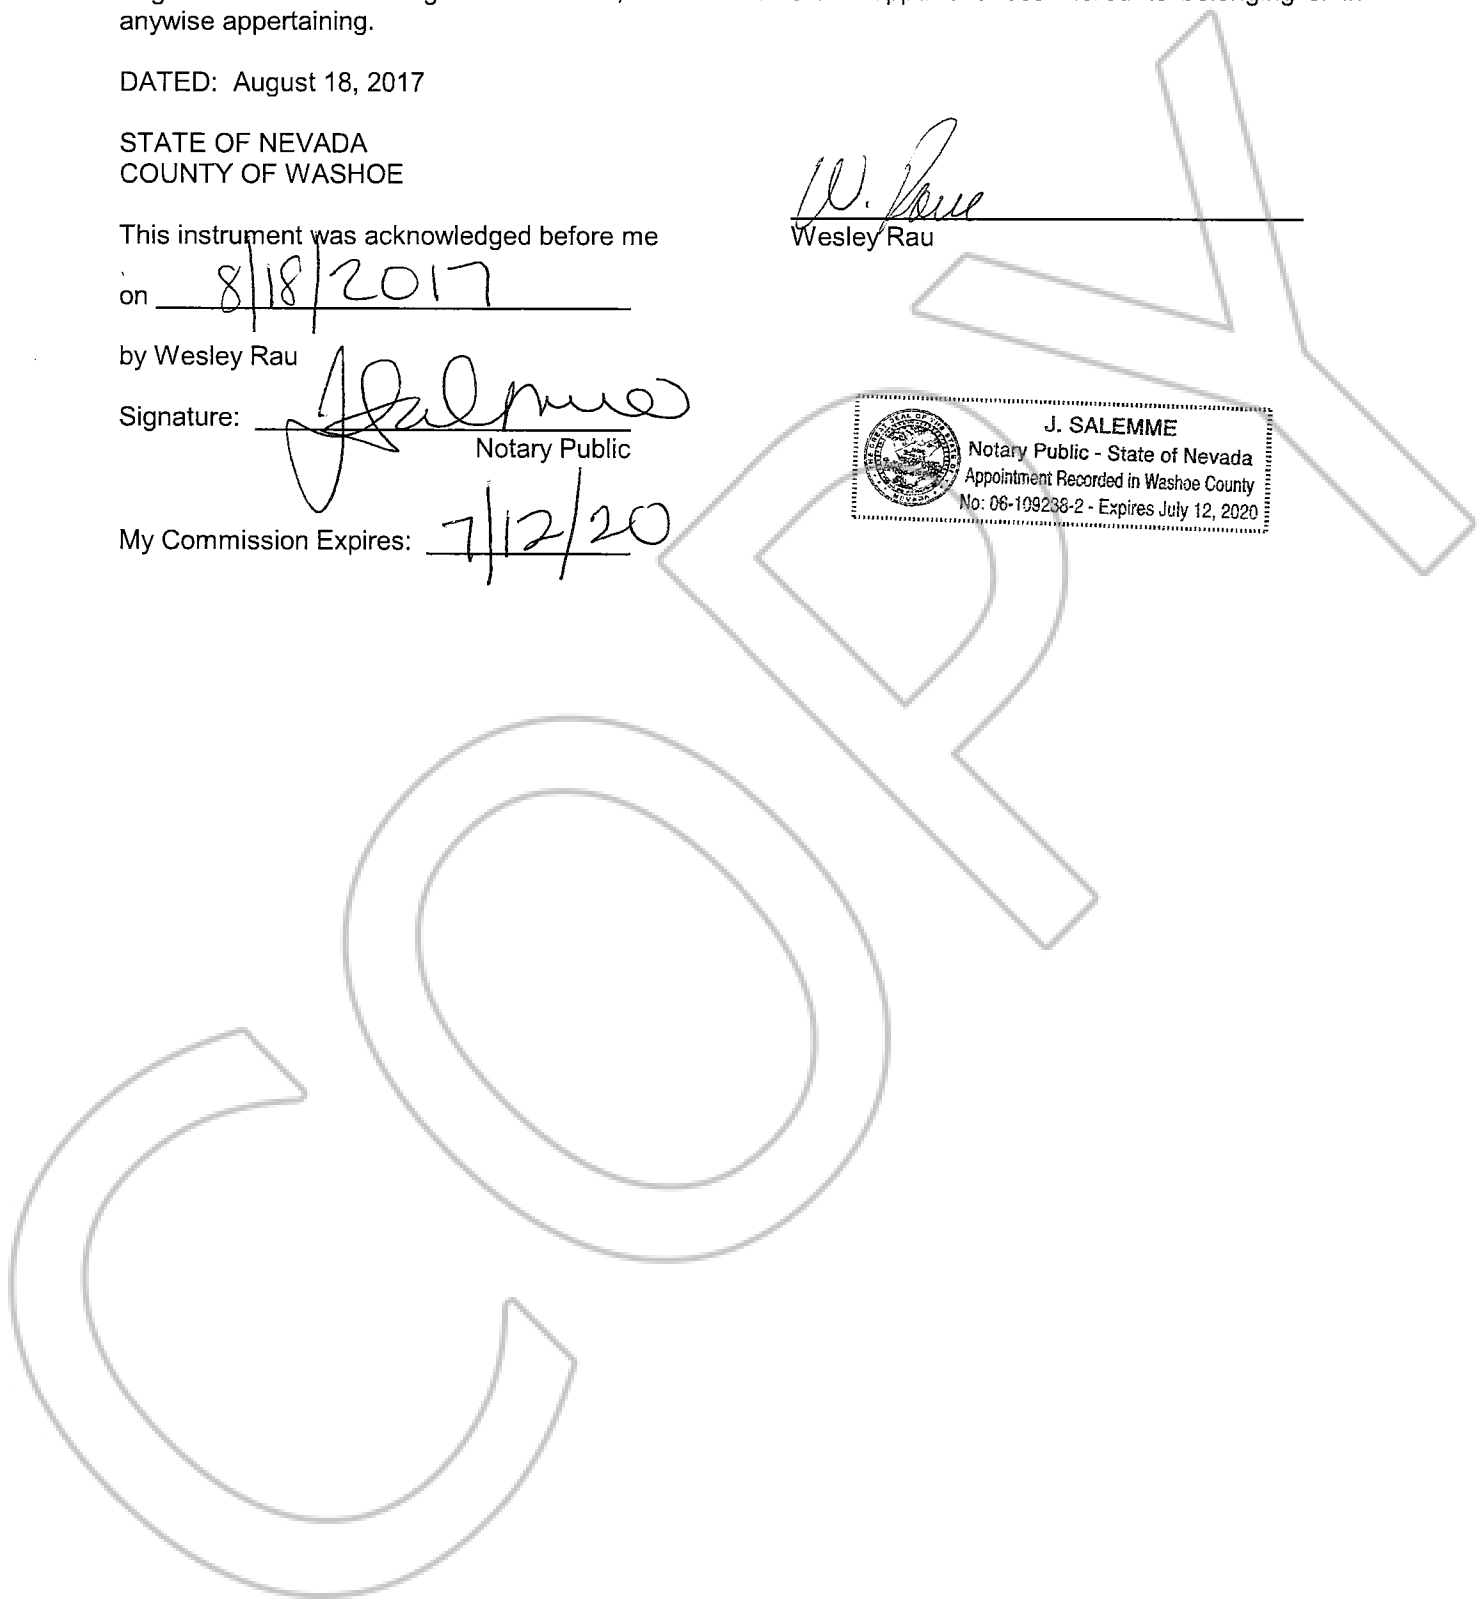 anywise appertaining.
DATED: August 18, 2017
STATE OF NEVADA
COUNTY OF WASHOE
This instrument was acknowledged before me
on 8/18/2017
by Wesley Rau
Signature: JSalemme
Notary Public
My Commission Expires: 7/12/20
W. Rau
Wesley Rau
J. SALEMME
Notary Public - State of Nevada
Appointment Recorded in Washoe County
No: 06-109238-2 - Expires July 12, 2020
COPY